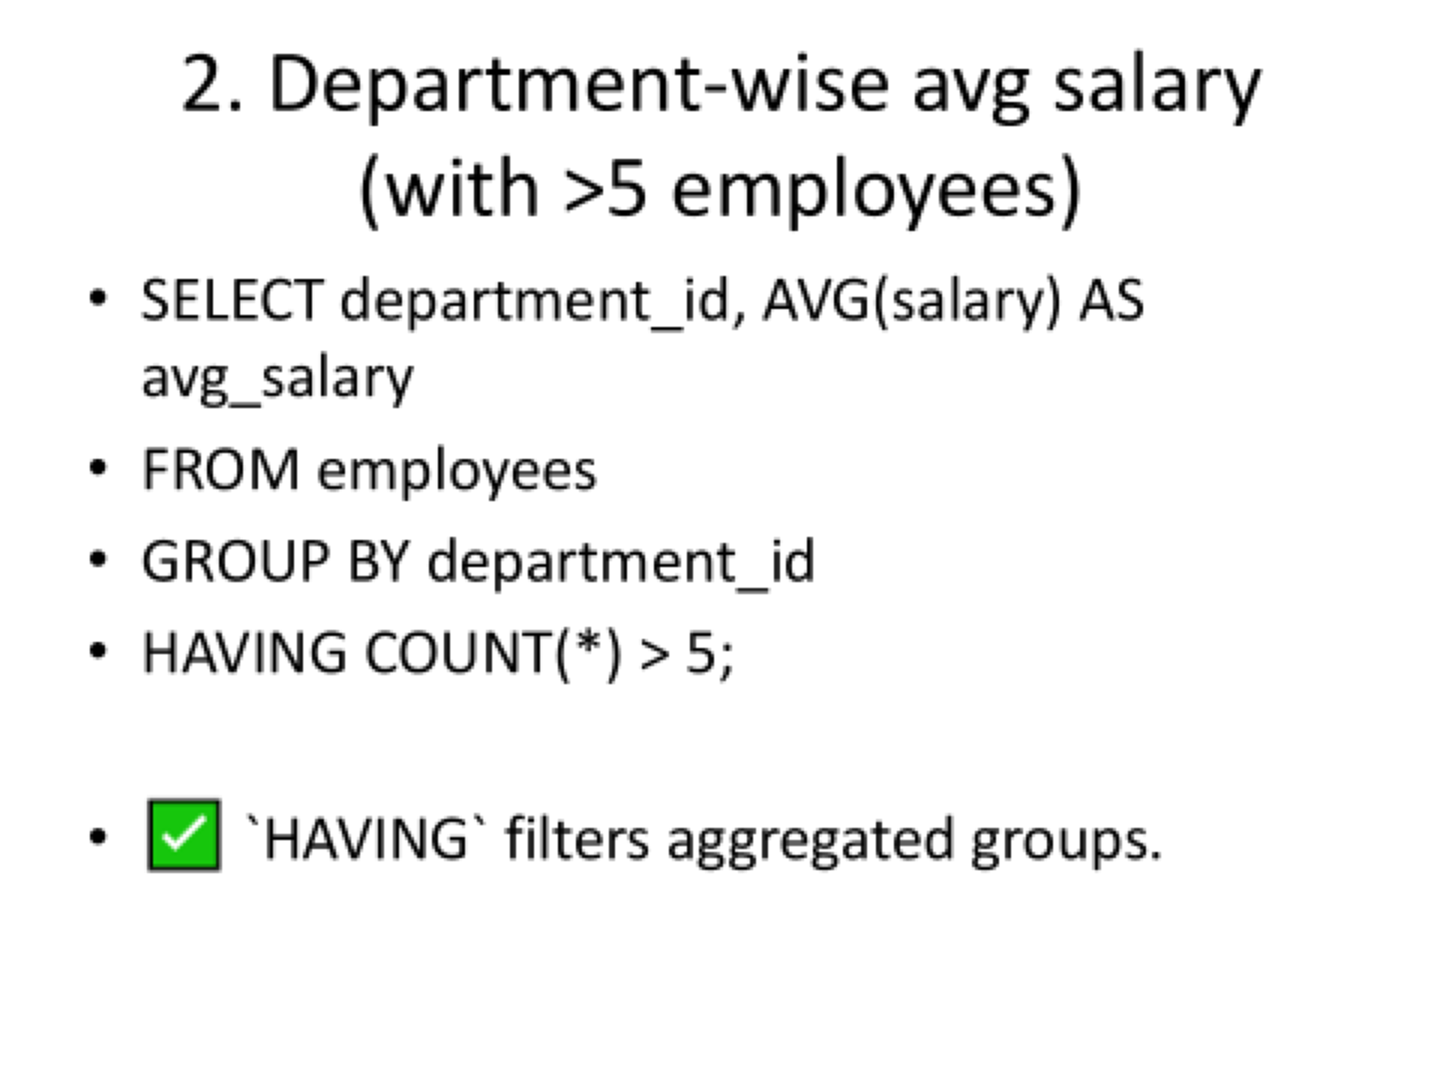 2. Department-wise avg salary
(with >5 employees)
• SELECT department_id, AVG(salary) AS
avg_salary
• FROM employees
• GROUP BY department_id
• HAVING COUNT(*) > 5;
• ✅ `HAVING` filters aggregated groups.